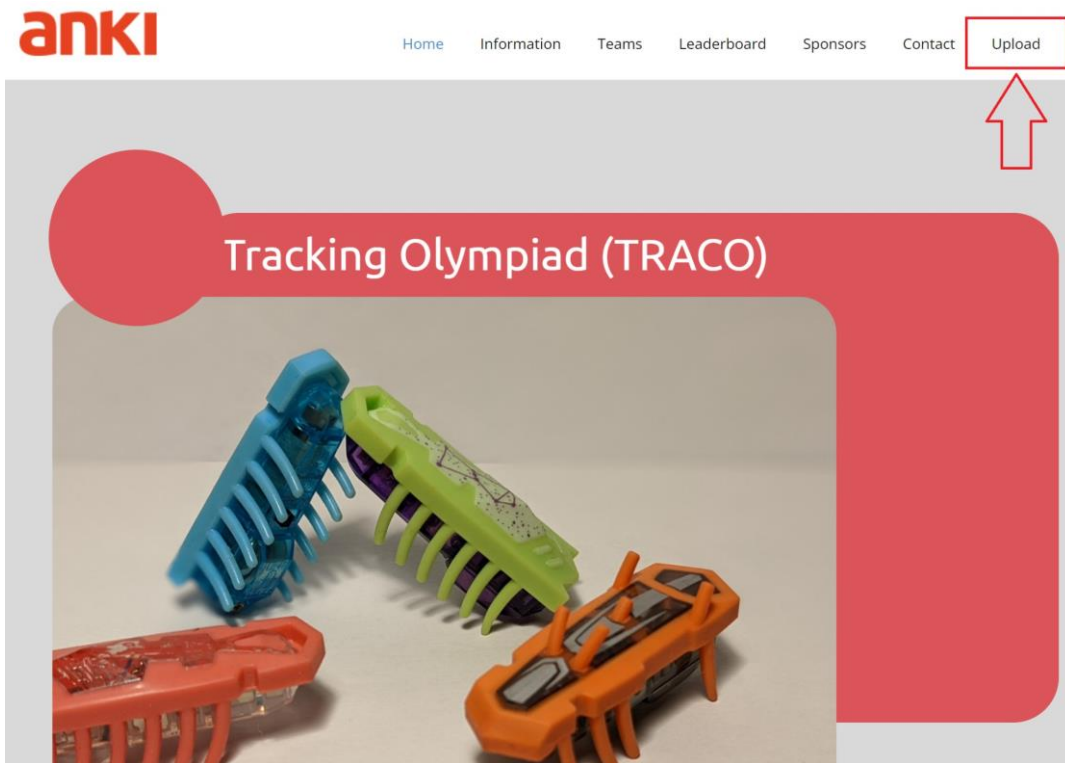 anki
Home Information Teams Leaderboard Sponsors Contact Upload
Tracking Olympiad (TRACO)